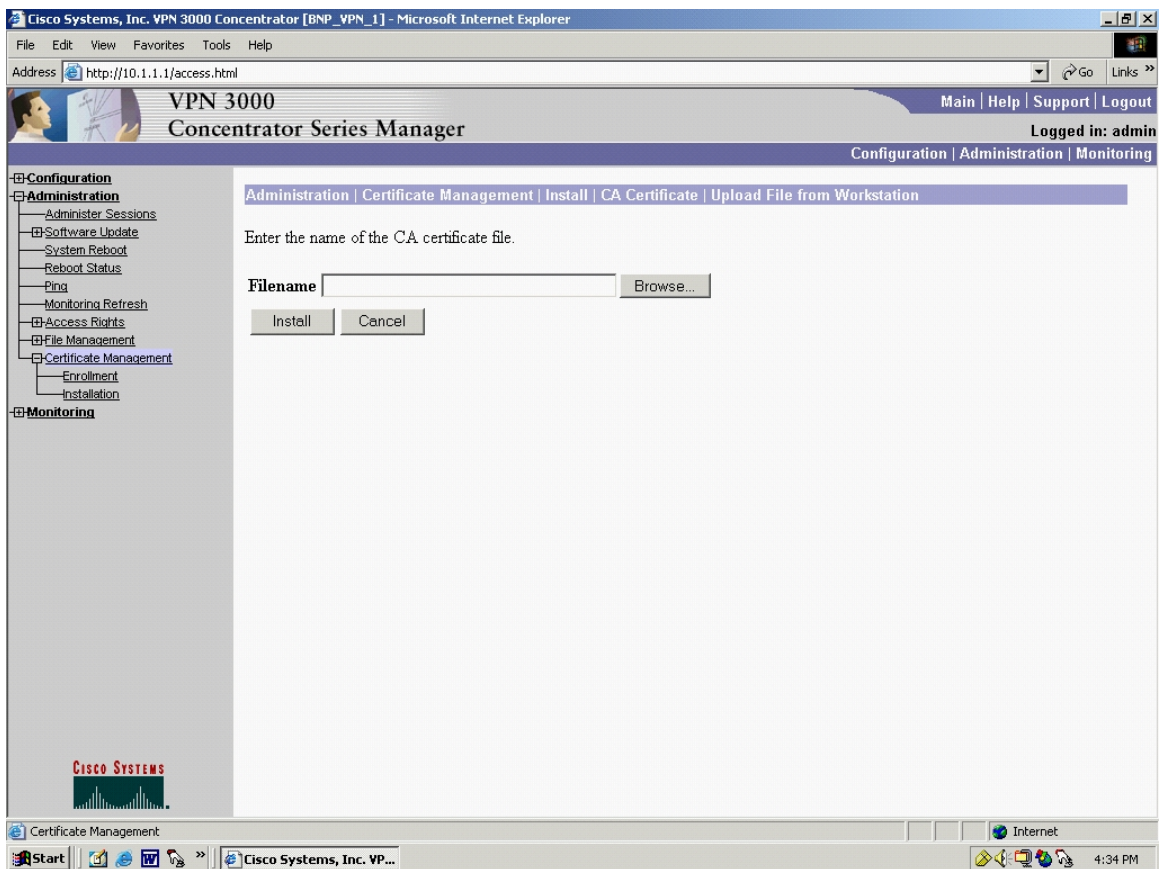 Cisco Systems, Inc. VPN 3000 Concentrator [BNP_VPN_1] - Microsoft Internet Explorer
File Edit View Favorites Tools Help
Address http://10.1.1.1/access.html Go Links »
VPN 3000
Concentrator Series Manager
Main | Help | Support | Logout
Logged in: admin
Configuration | Administration | Monitoring
Configuration
Administration
Administer Sessions
Software Update
System Reboot
Reboot Status
Ping
Monitoring Refresh
Access Rights
File Management
Certificate Management
Enrollment
Installation
Monitoring
CISCO SYSTEMS
Administration | Certificate Management | Install | CA Certificate | Upload File from Workstation
Enter the name of the CA certificate file.
Filename Browse...
Install Cancel
Certificate Management Internet
Start » Cisco Systems, Inc. VP... 4:34 PM